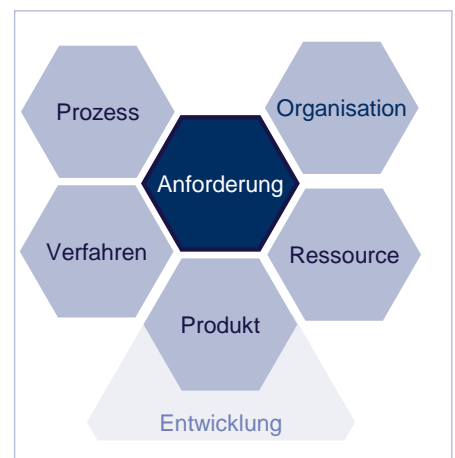 Prozess
Organisation
Anforderung
Verfahren
Ressource
Produkt
Entwicklung